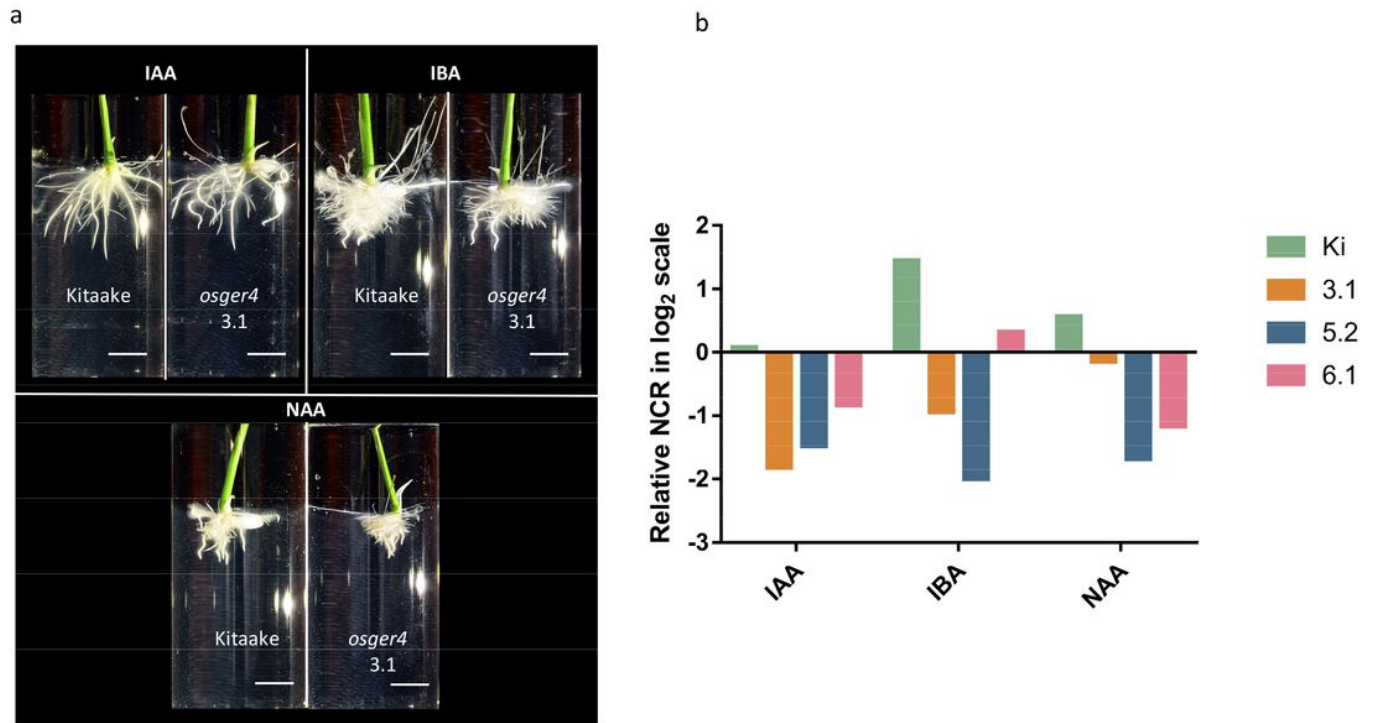 a
IAA
IBA
Kitaake
osger4
3.1
Kitaake
osger4
3.1
NAA
Kitaake
osger4
3.1
b
Relative NCR in log₂ scale
2
1
0
-1
-2
-3
IAA
IBA
NAA
Ki
3.1
5.2
6.1